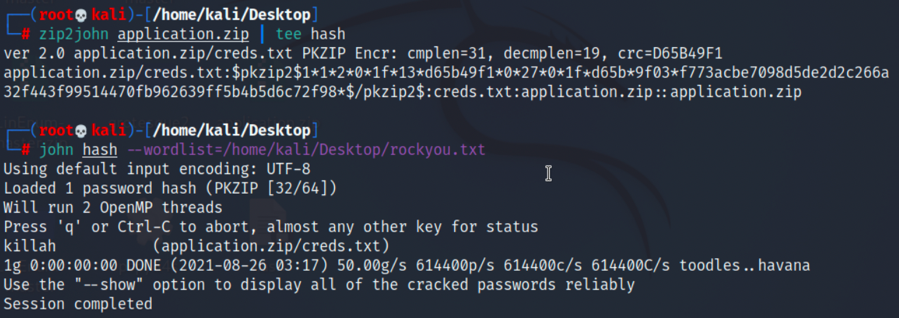 (root💀kali)-[/home/kali/Desktop]
# zip2john application.zip | tee hash
ver 2.0 application.zip/creds.txt PKZIP Encr: cmplen=31, decmplen=19, crc=D65B49F1
application.zip/creds.txt:$pkzip2$1*1*2*0*1f*13*d65b49f1*0*27*0*1f*d65b*9f03*f773acbe7098d5de2d2c266a
32f443f99514470fb962639ff5b4b5d6c72f98*$/pkzip2$:creds.txt:application.zip::application.zip
(root💀kali)-[/home/kali/Desktop]
# john hash --wordlist=/home/kali/Desktop/rockyou.txt
Using default input encoding: UTF-8
Loaded 1 password hash (PKZIP [32/64])
Will run 2 OpenMP threads
Press 'q' or Ctrl-C to abort, almost any other key for status
killah           (application.zip/creds.txt)
1g 0:00:00:00 DONE (2021-08-26 03:17) 50.00g/s 614400p/s 614400c/s 614400C/s toodles..havana
Use the "--show" option to display all of the cracked passwords reliably
Session completed